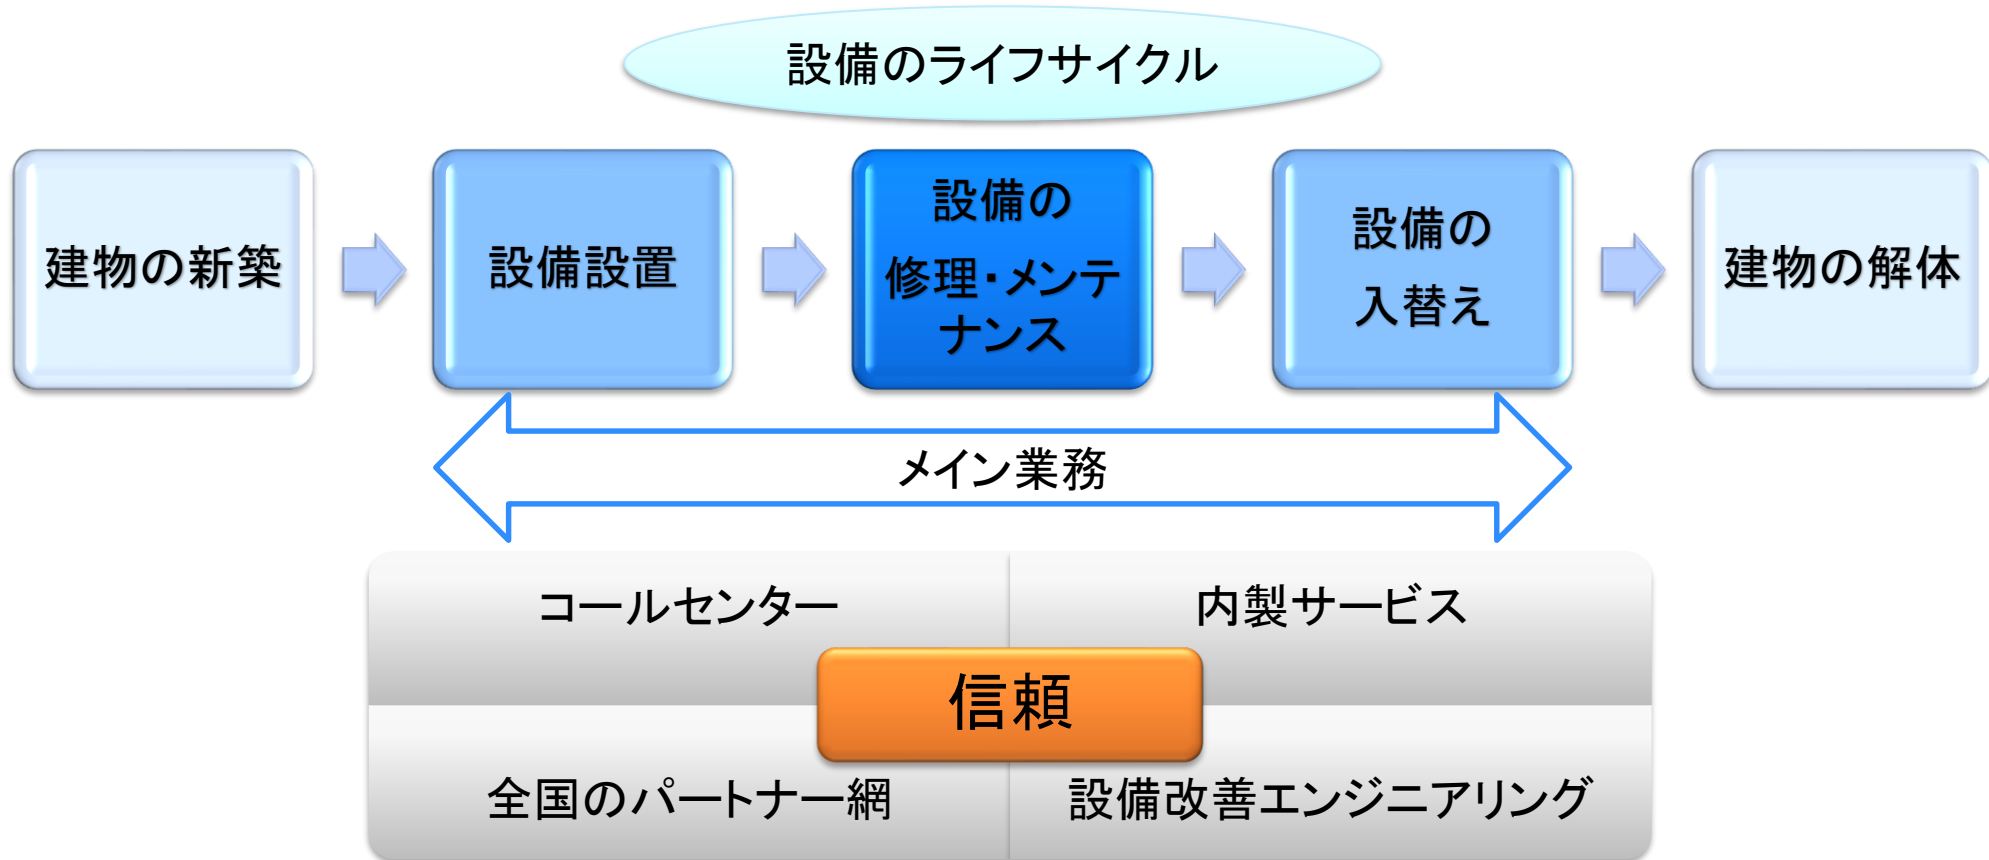 設備のライフサイクル
建物の新築
設備設置
設備の
修理・メンテ
ナンス
設備の
入替え
建物の解体
メイン業務
コールセンター
内製サービス
信頼
全国のパートナー網
設備改善エンジニアリング